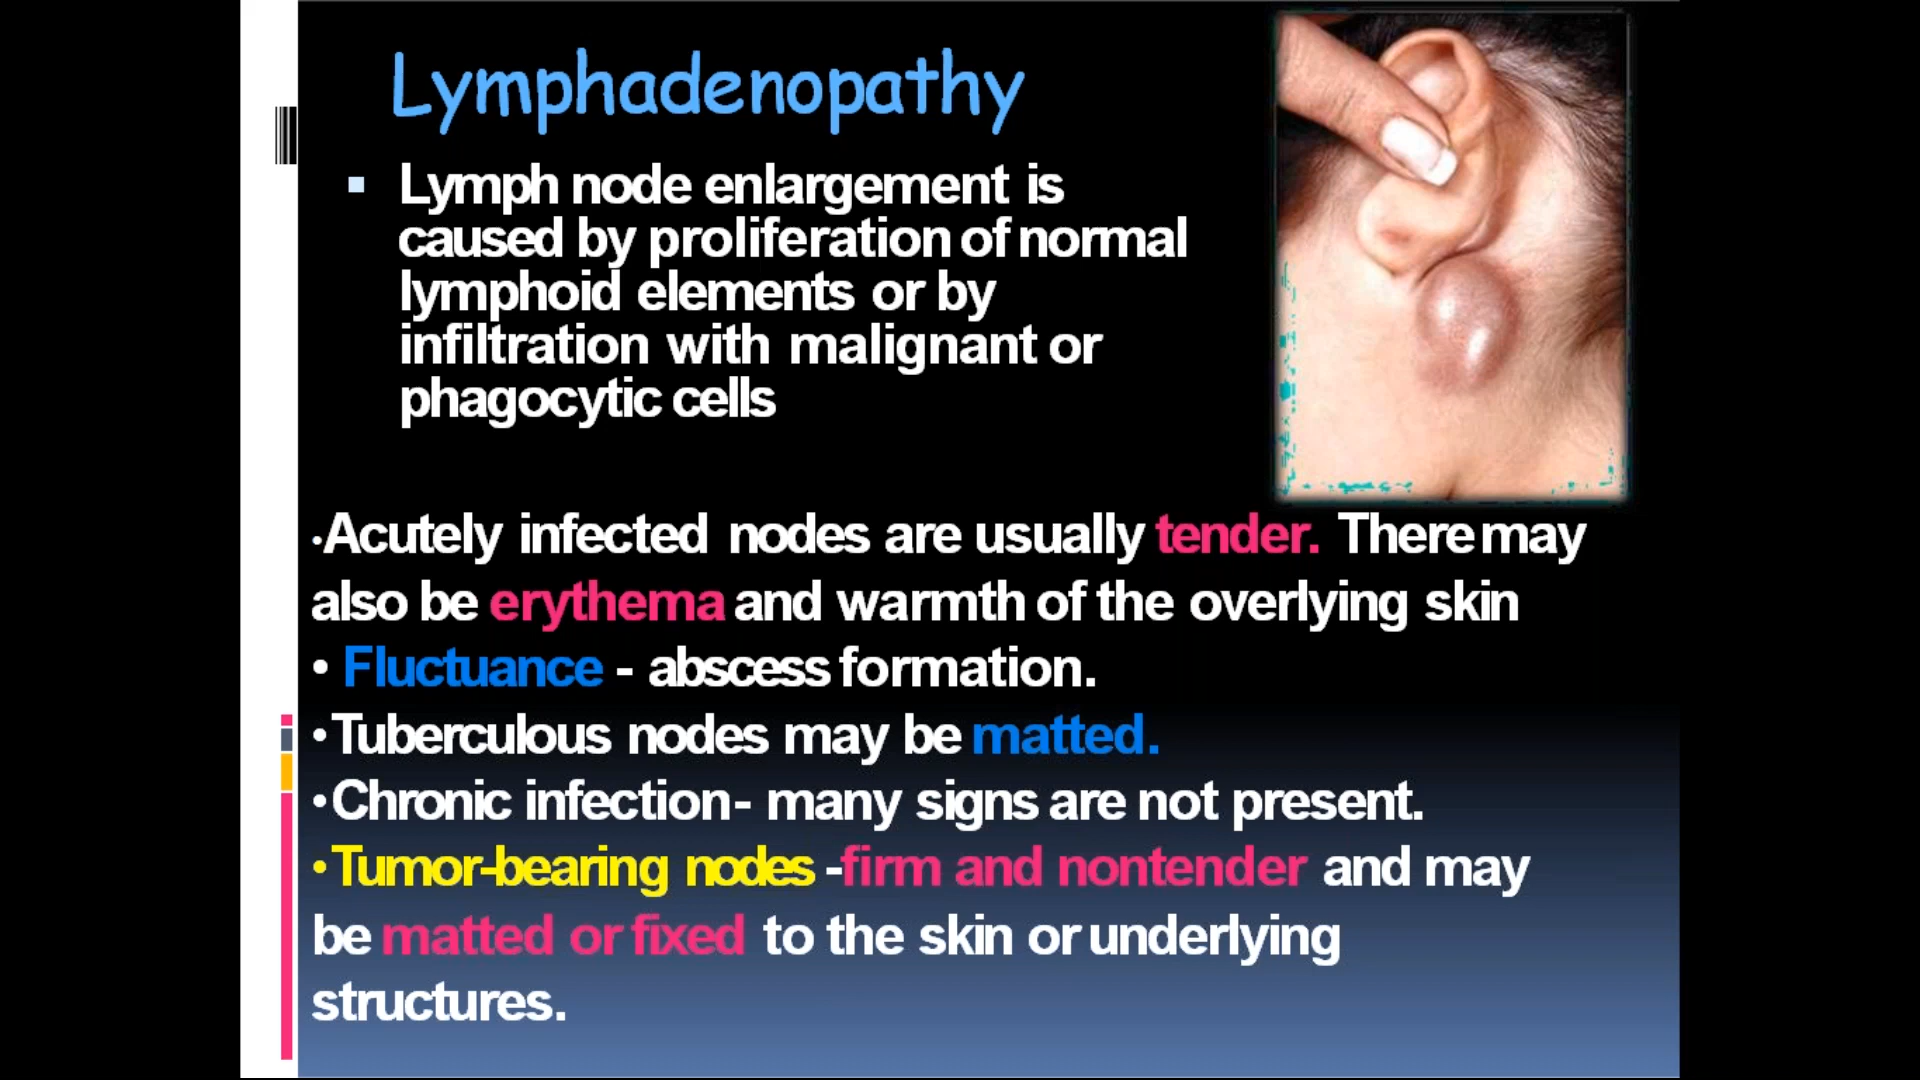 Lymphadenopathy
▪ Lymph node enlargement is
caused by proliferation of normal
lymphoid elements or by
infiltration with malignant or
phagocytic cells
•Acutely infected nodes are usually tender. There may
also be erythema and warmth of the overlying skin
• Fluctuance - abscess formation.
•Tuberculous nodes may be matted.
•Chronic infection- many signs are not present.
•Tumor-bearing nodes -firm and nontender and may
be matted or fixed to the skin or underlying
structures.